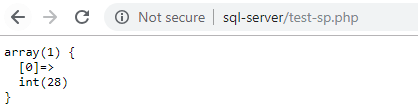 Not secure | sql-server/test-sp.php
array(1) {
  [0]=>
  int(28)
}